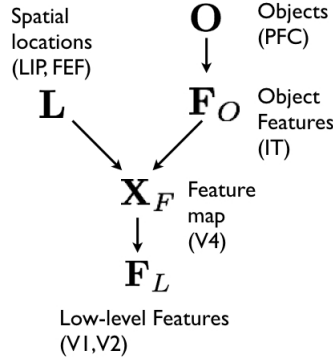 Spatial
locations
(LIP, FEF)
L
O
Objects
(PFC)
F_O
Object
Features
(IT)
X_F
Feature
map
(V4)
F_L
Low-level Features
(V1,V2)